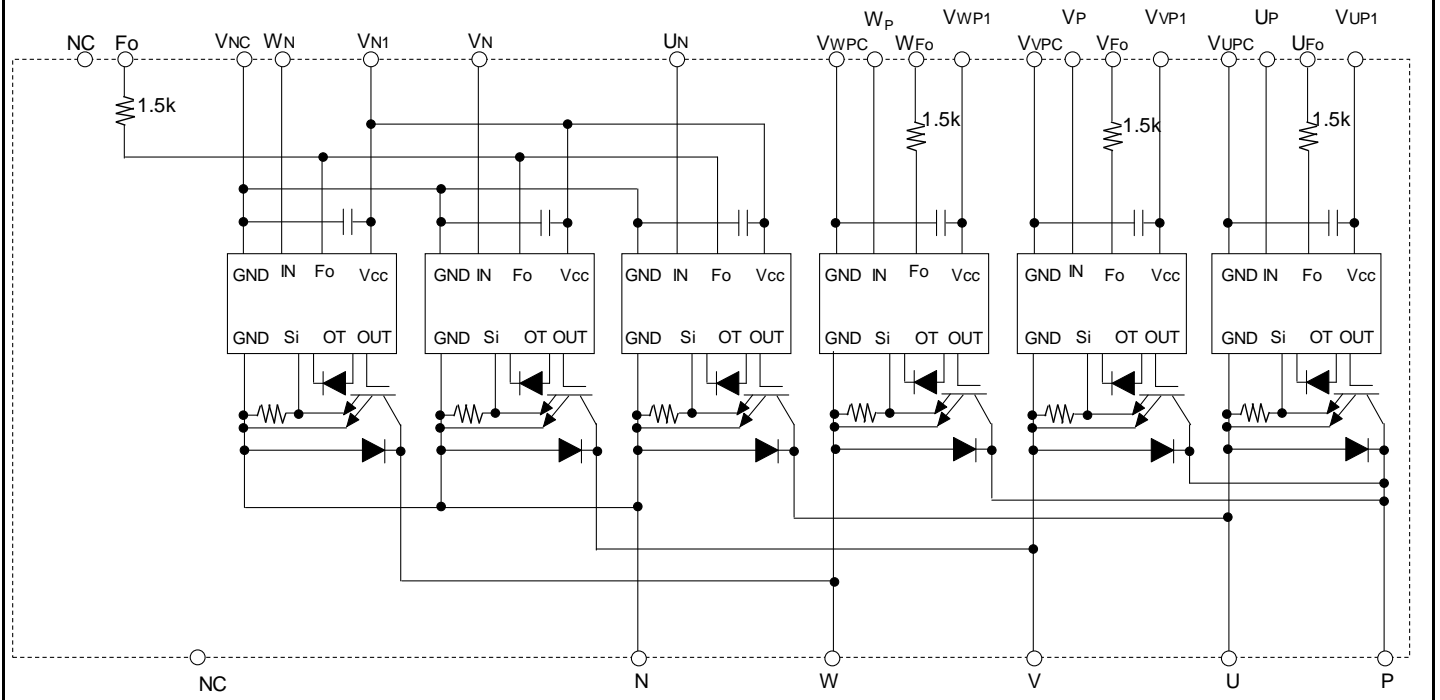 WP VWP1 VP VVP1 UP VUP1
NC Fo VNC WN VN1 VN UN VWPC WFo VVPC VFo VUPC UFo
1.5k 1.5k 1.5k 1.5k
GND IN Fo Vcc GND IN Fo Vcc GND IN Fo Vcc GND IN Fo Vcc GND IN Fo Vcc GND IN Fo Vcc
GND Si OT OUT GND Si OT OUT GND Si OT OUT GND Si OT OUT GND Si OT OUT GND Si OT OUT
NC N W V U P